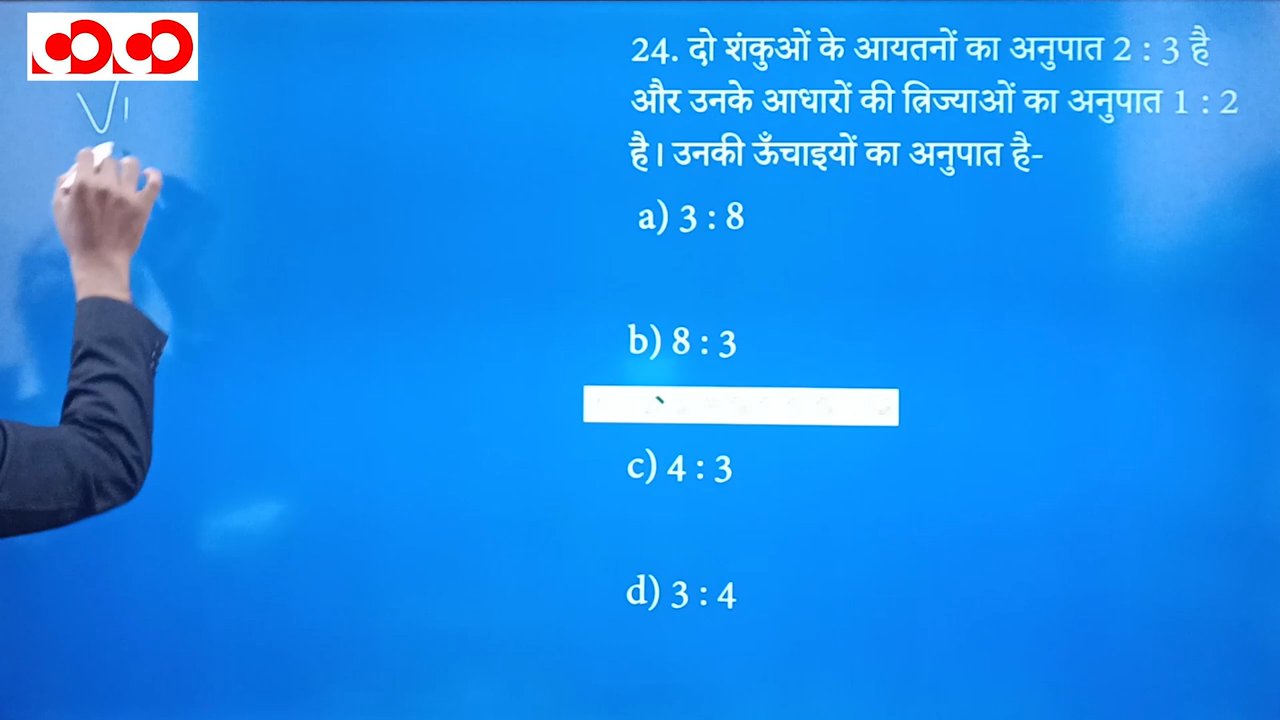 24. दो शंकुओं के आयतनों का अनुपात 2 : 3 है
और उनके आधारों की त्रिज्याओं का अनुपात 1 : 2
है। उनकी ऊँचाइयों का अनुपात है-
a) 3 : 8
b) 8 : 3
c) 4 : 3
d) 3 : 4
V1